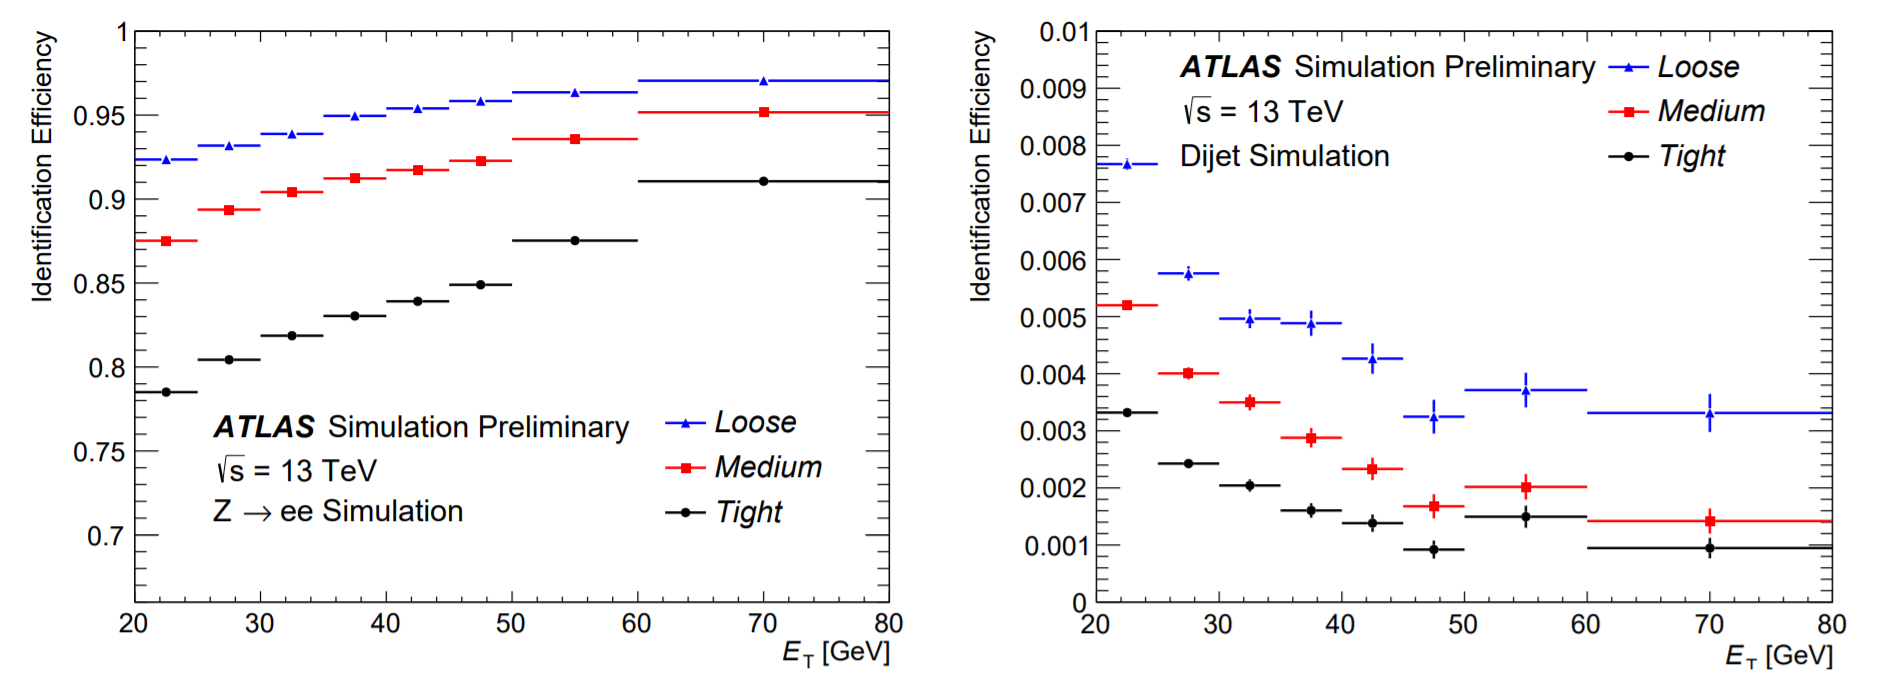 1
0.95
0.9
0.85
0.8
0.75
0.7
Identification Efficiency
ATLAS Simulation Preliminary
√s = 13 TeV
Z → ee Simulation
Loose
Medium
Tight
20 30 40 50 60 70 80
E_T [GeV]
0.01
0.009
0.008
0.007
0.006
0.005
0.004
0.003
0.002
0.001
0
Identification Efficiency
ATLAS Simulation Preliminary
√s = 13 TeV
Dijet Simulation
Loose
Medium
Tight
20 30 40 50 60 70 80
E_T [GeV]